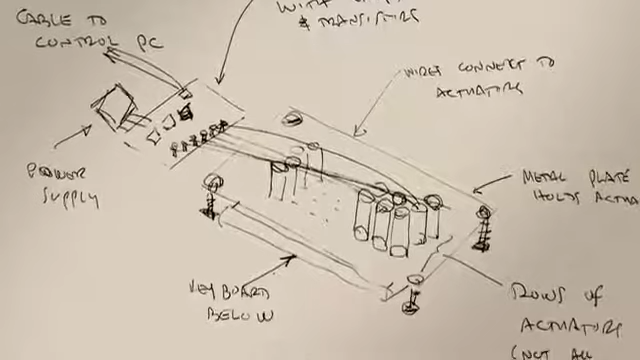 CABLE TO
CONTROL PC
WITH
& TRANSISTORS
WIRES CONNECT TO
ACTUATORS
POWER
SUPPLY
METAL PLATE
HOLDS ACTUA
KEYBOARD
BELOW
ROWS OF
ACTUATORS
(NOT ALL